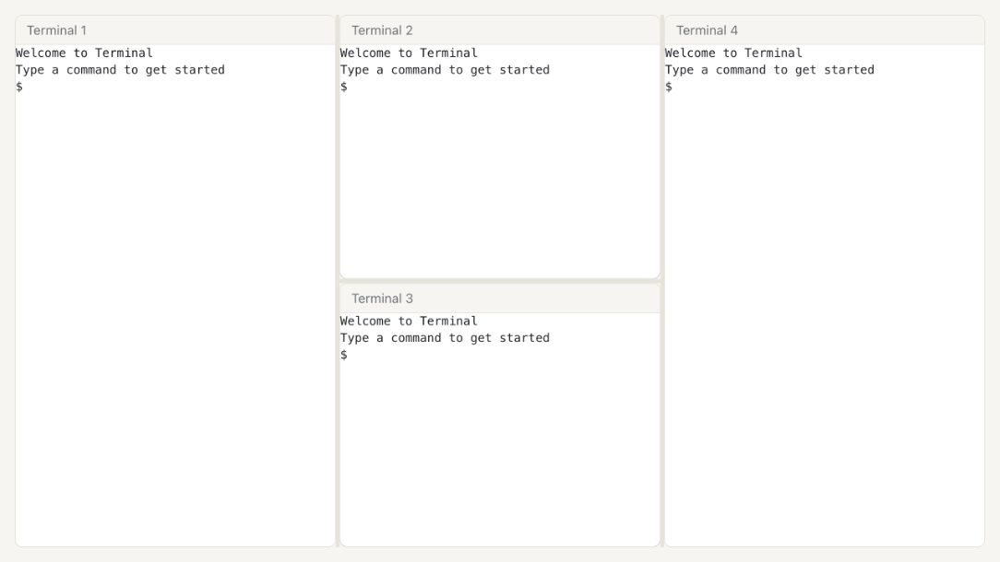 Terminal 1
Welcome to Terminal
Type a command to get started
$
Terminal 2
Welcome to Terminal
Type a command to get started
$
Terminal 3
Welcome to Terminal
Type a command to get started
$
Terminal 4
Welcome to Terminal
Type a command to get started
$